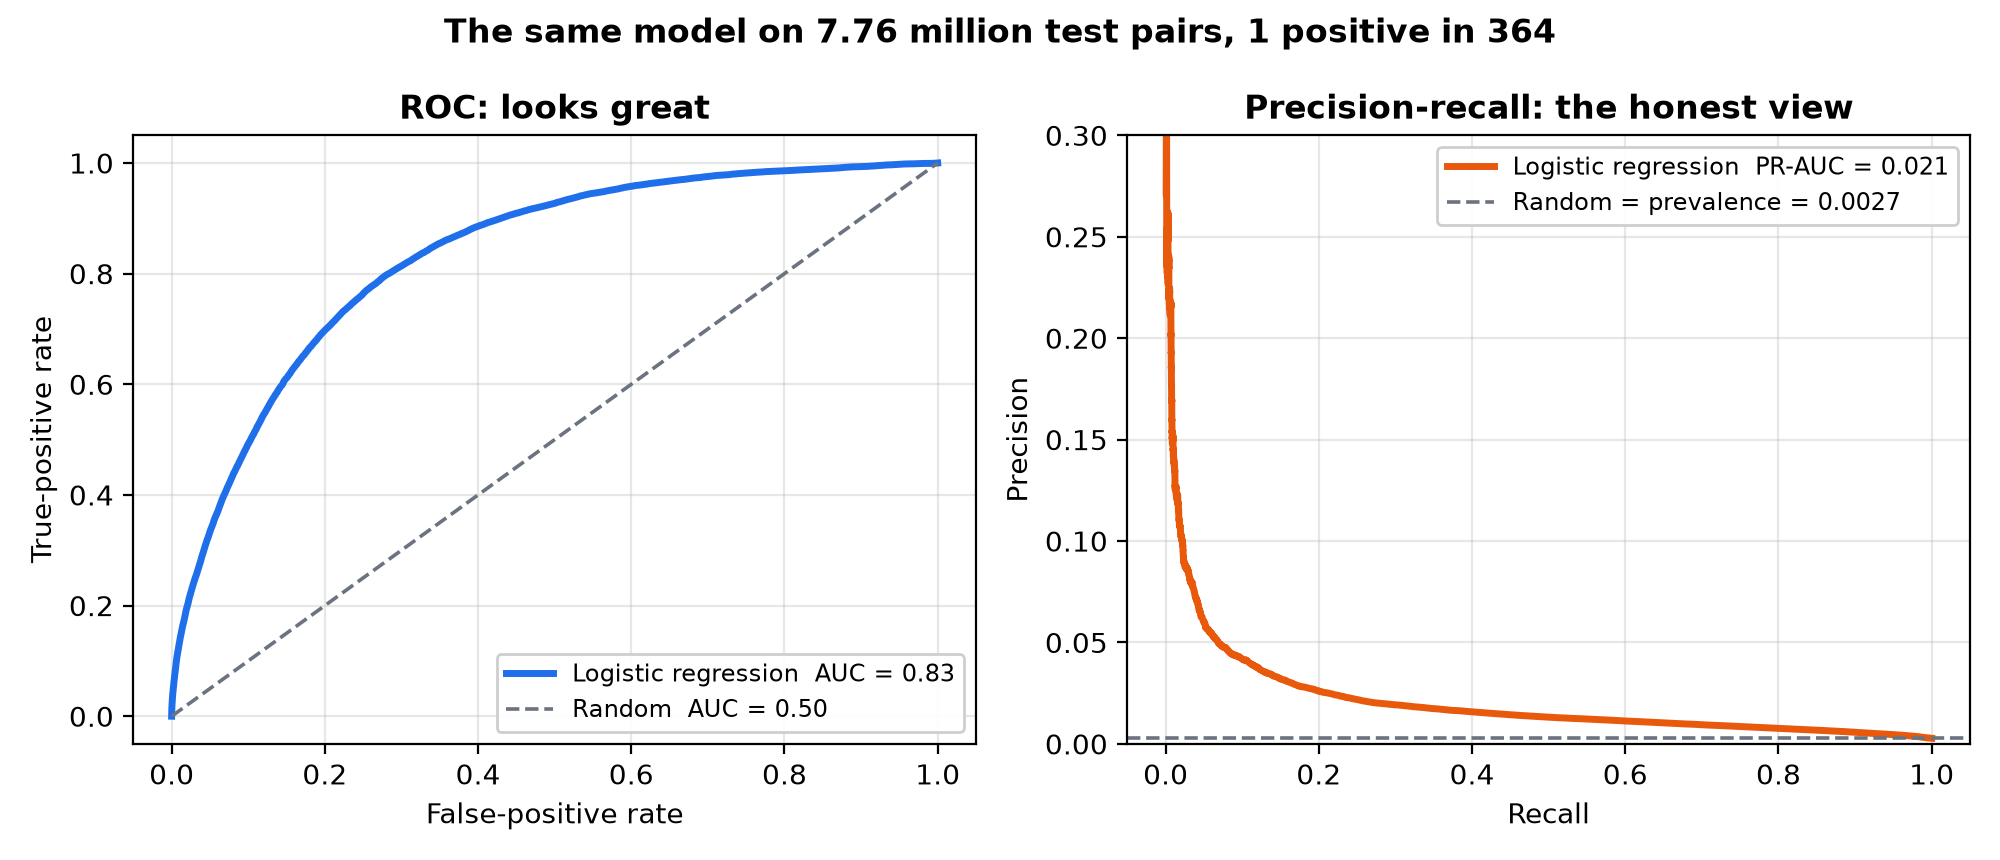 The same model on 7.76 million test pairs, 1 positive in 364
ROC: looks great
1.0
0.8
0.6
0.4
0.2
0.0
True-positive rate
Logistic regression AUC = 0.83
Random AUC = 0.50
0.0 0.2 0.4 0.6 0.8 1.0
False-positive rate
Precision-recall: the honest view
0.30
0.25
0.20
0.15
0.10
0.05
0.00
Precision
Logistic regression PR-AUC = 0.021
Random = prevalence = 0.0027
0.0 0.2 0.4 0.6 0.8 1.0
Recall